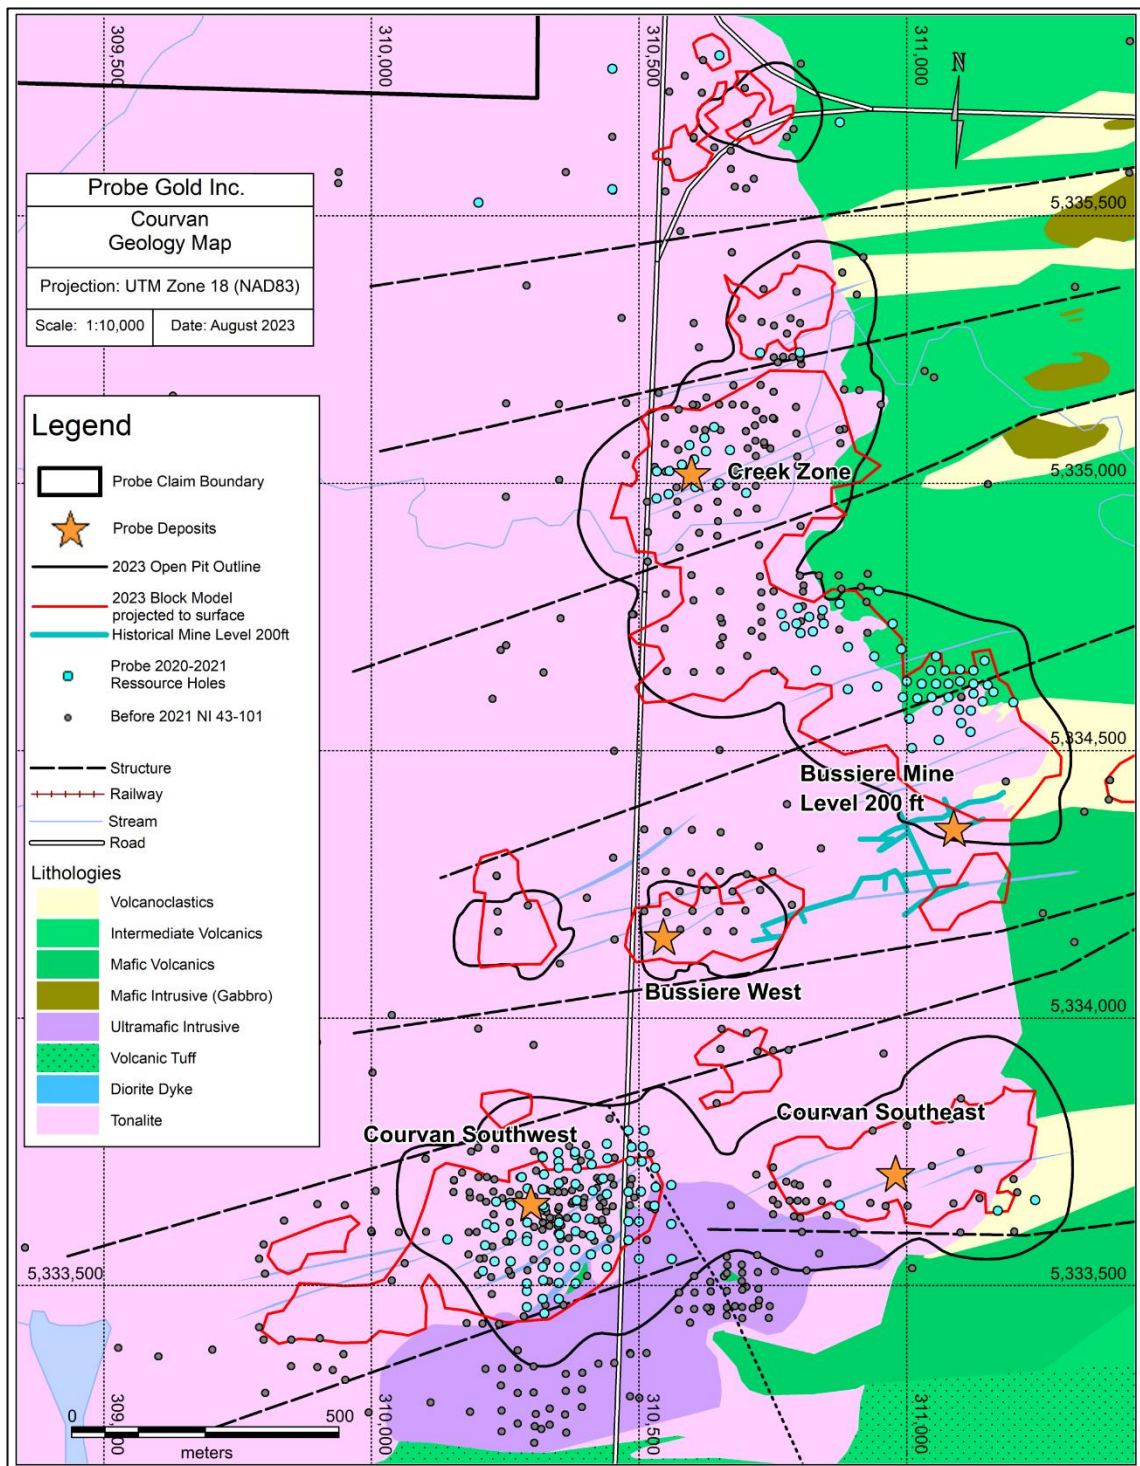 309,500
310,000
310,500
311,000
N
Probe Gold Inc.
Courvan
Geology Map
Projection: UTM Zone 18 (NAD83)
Scale: 1:10,000
Date: August 2023
5,335,500
Legend
Probe Claim Boundary
Probe Deposits
2023 Open Pit Outline
2023 Block Model
projected to surface
Historical Mine Level 200ft
Probe 2020-2021
Ressource Holes
Before 2021 NI 43-101
Structure
Railway
Stream
Road
Lithologies
Volcanoclastics
Intermediate Volcanics
Mafic Volcanics
Mafic Intrusive (Gabbro)
Ultramafic Intrusive
Volcanic Tuff
Diorite Dyke
Tonalite
Creek Zone
5,335,000
5,334,500
Bussiere Mine
Level 200 ft
Bussiere West
5,334,000
Courvan Southeast
Courvan Southwest
5,333,500
5,333,500
0
500
meters
309,500
310,000
310,500
311,000